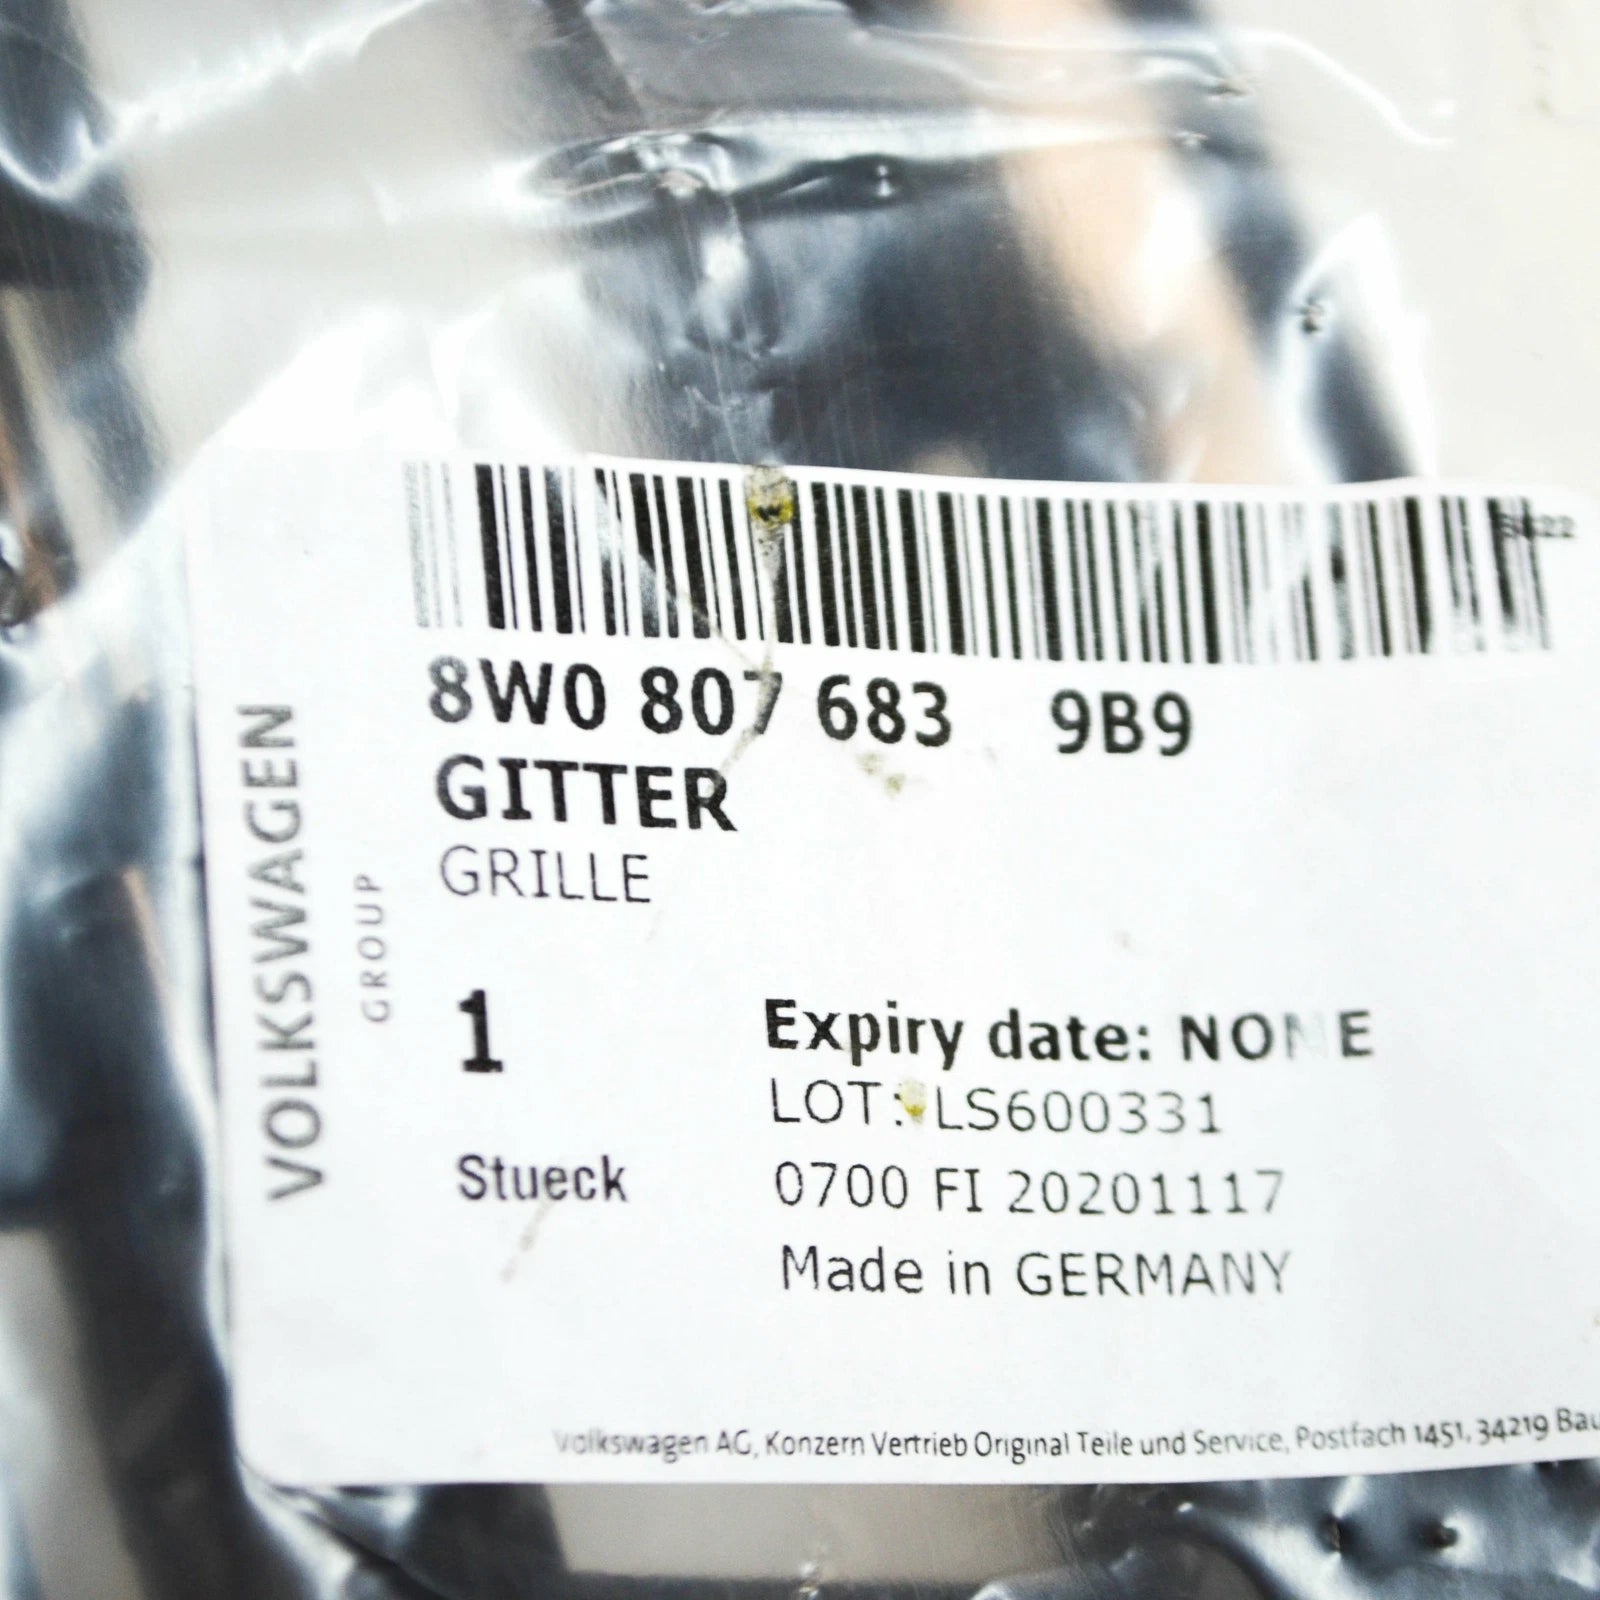 8W0 807 683 9B9
GITTER
GRILLE
VOLKSWAGEN
GROUP
1
Stueck
Expiry date: NONE
LOT: LS600331
0700 FI 20201117
Made in GERMANY
Volkswagen AG, Konzern Vertrieb Original Teile und Service, Postfach 1451, 34219